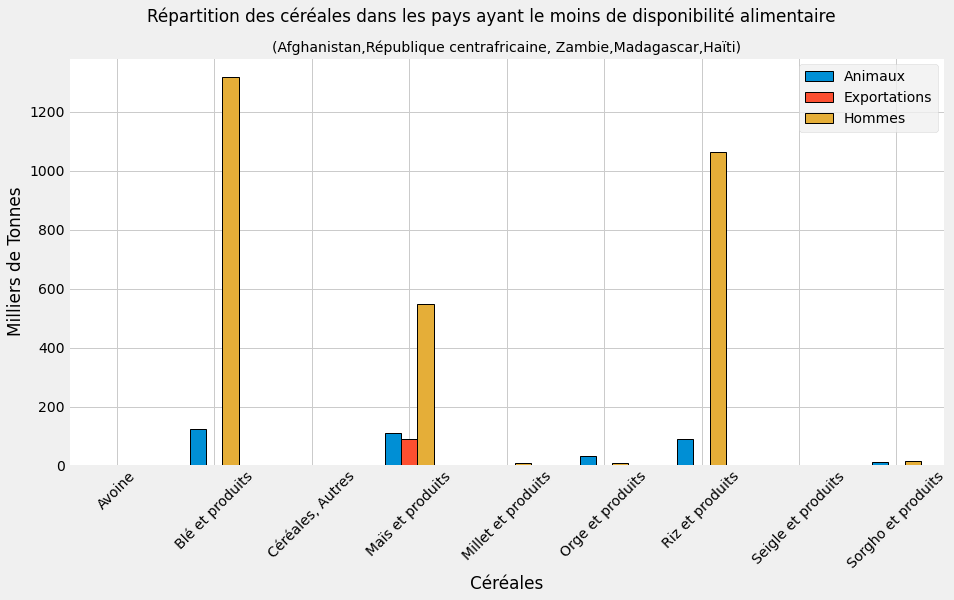 Répartition des céréales dans les pays ayant le moins de disponibilité alimentaire
(Afghanistan,République centrafricaine, Zambie,Madagascar,Haïti)
Animaux
Exportations
Hommes
Milliers de Tonnes
1200
1000
800
600
400
200
0
Avoine
Blé et produits
Céréales, Autres
Maïs et produits
Millet et produits
Orge et produits
Riz et produits
Seigle et produits
Sorgho et produits
Céréales